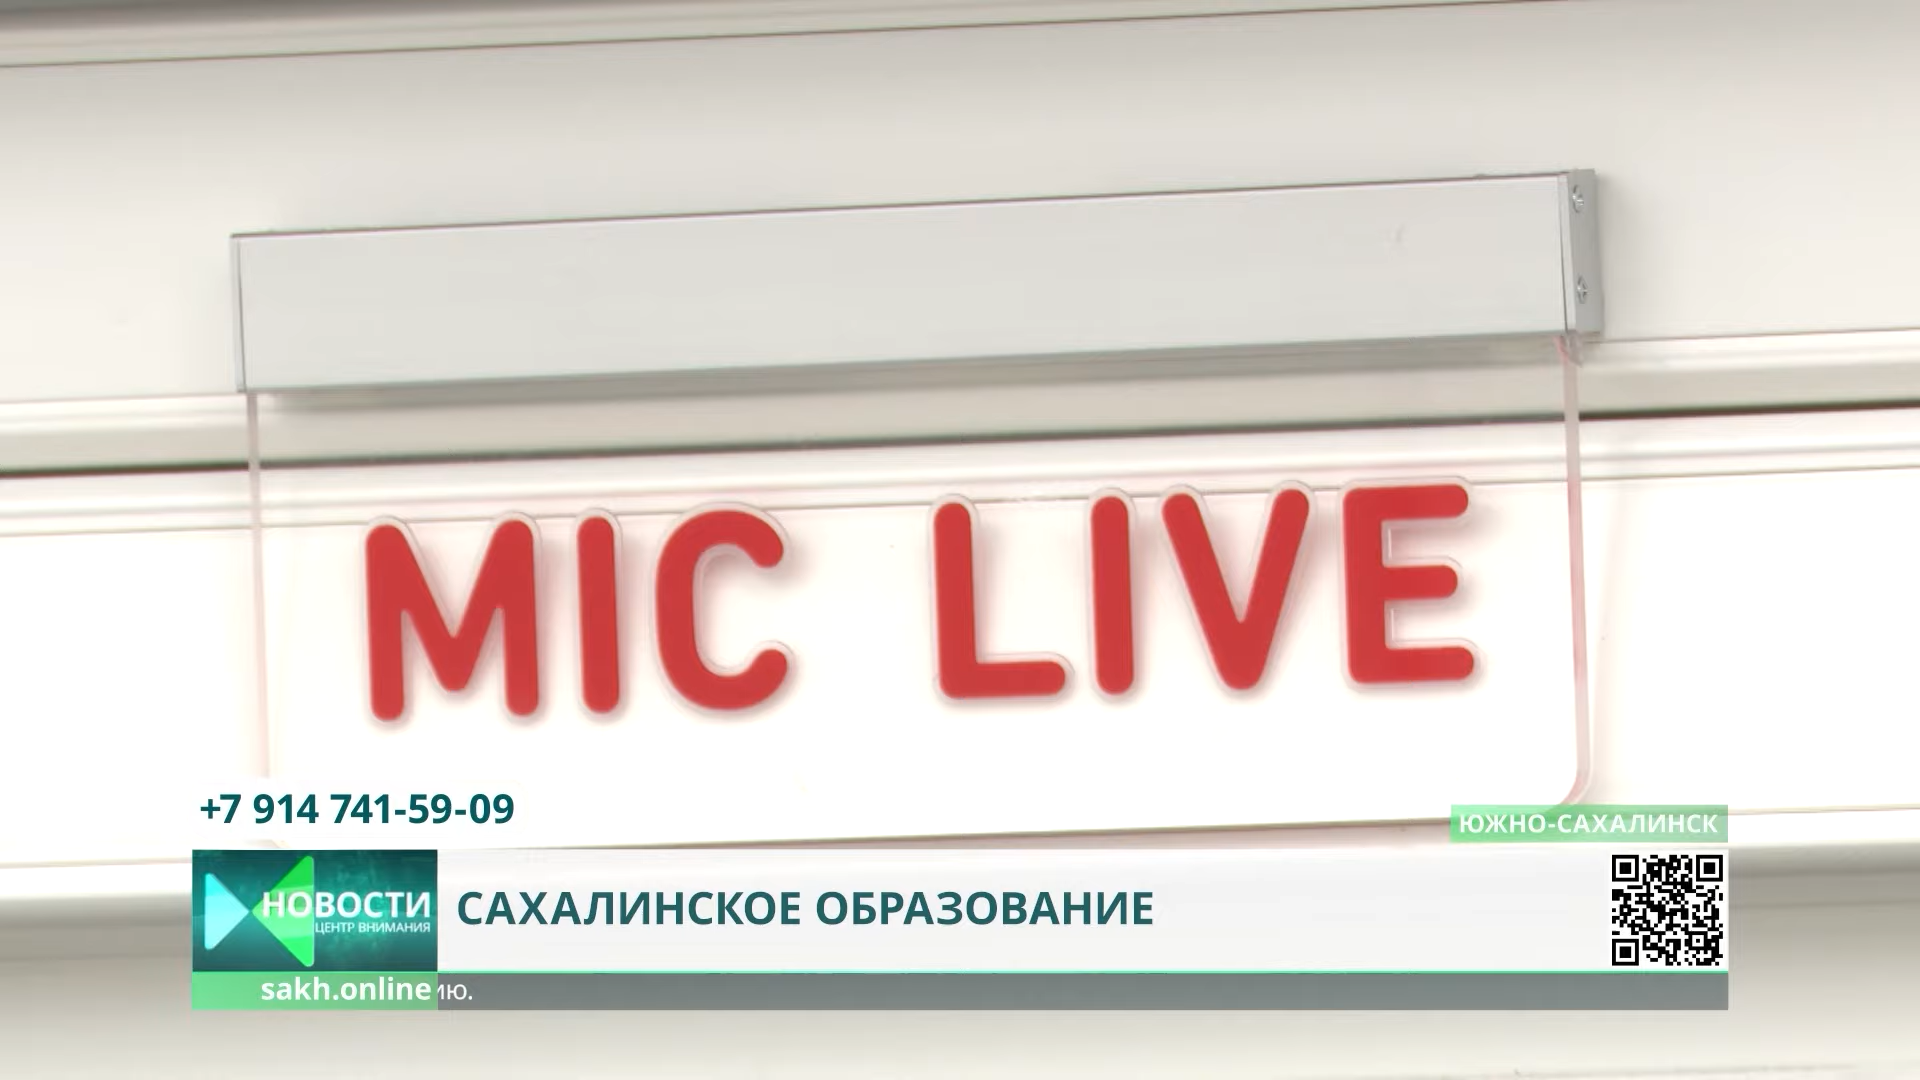 MIC LIVE
+7 914 741-59-09
ЮЖНО-САХАЛИНСК
НОВОСТИ
ЦЕНТР ВНИМАНИЯ
САХАЛИНСКОЕ ОБРАЗОВАНИЕ
sakh.online